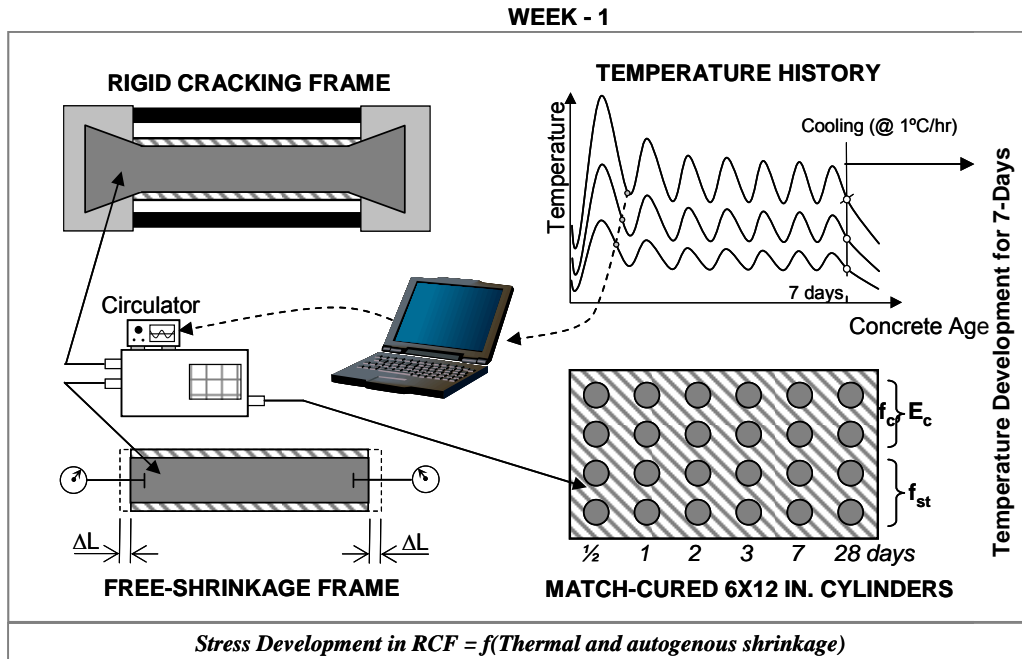 WEEK - 1
RIGID CRACKING FRAME
TEMPERATURE HISTORY
Temperature
Cooling (@ 1ºC/hr)
7 days
Concrete Age
Temperature Development for 7-Days
Circulator
fc, Ec
fst
ΔL
ΔL
½ 1 2 3 7 28 days
FREE-SHRINKAGE FRAME
MATCH-CURED 6X12 IN. CYLINDERS
Stress Development in RCF = f(Thermal and autogenous shrinkage)